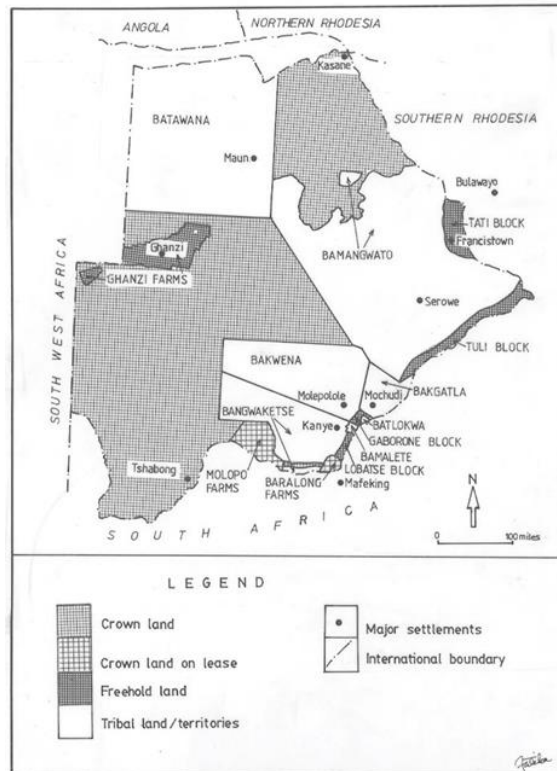 ANGOLA
NORTHERN RHODESIA
Kasane
SOUTHERN RHODESIA
BATAWANA
Maun
Bulawayo
TATI BLOCK
Francistown
BAMANGWATO
Ghanzi
GHANZI FARMS
Serowe
SOUTH WEST AFRICA
TULI BLOCK
BAKWENA
BAKGATLA
Molepolole
Mochudi
BANGWAKETSE
BATLOKWA
Kanye
GABORONE BLOCK
BAMALETE
LOBATSE BLOCK
Tshabong
MOLOPO
FARMS
BARALONG
FARMS
Mafeking
N
SOUTH AFRICA
0 100 miles
LEGEND
Crown land
Crown land on lease
Freehold land
Tribal land/territories
Major settlements
International boundary